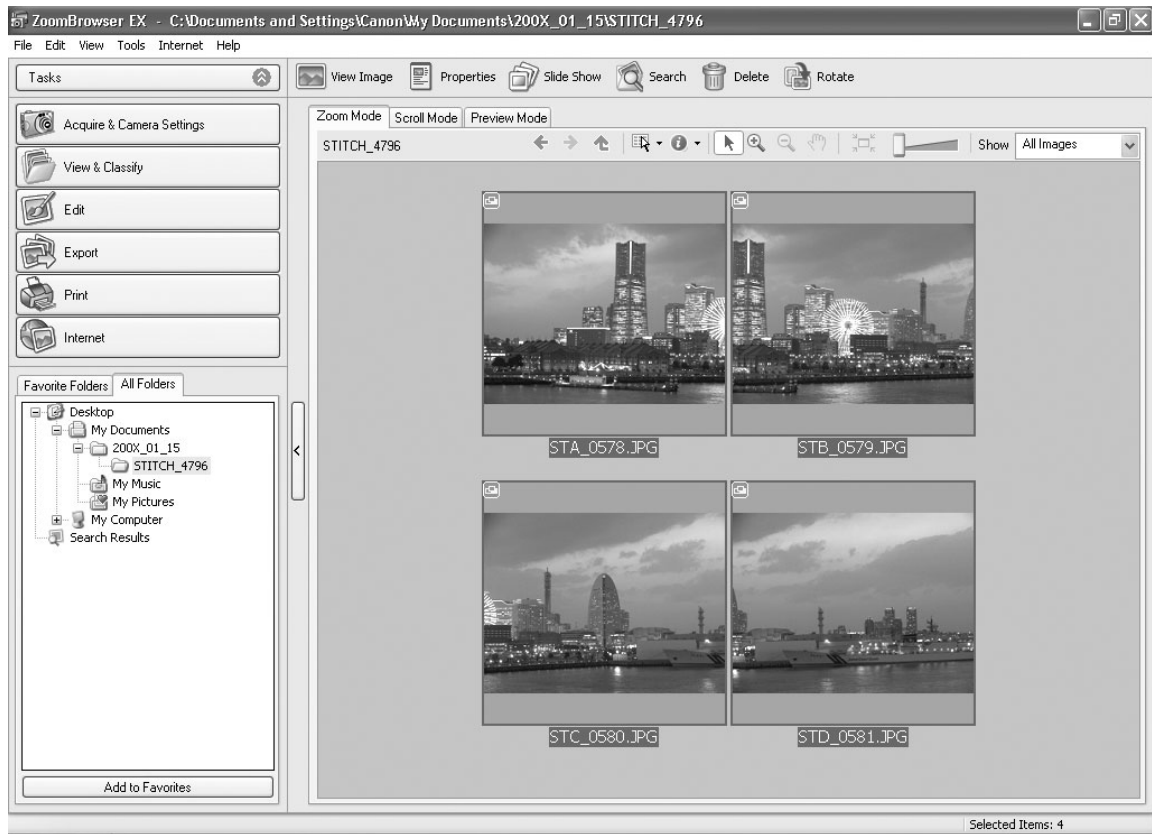 ZoomBrowser EX - C:\Documents and Settings\Canon\My Documents\200X_01_15\STITCH_4796
File Edit View Tools Internet Help
Tasks
View Image Properties Slide Show Search Delete Rotate
Acquire & Camera Settings
View & Classify
Edit
Export
Print
Internet
Zoom Mode Scroll Mode Preview Mode
STITCH_4796 Show All Images
STA_0578.JPG STB_0579.JPG
STC_0580.JPG STD_0581.JPG
Favorite Folders All Folders
Desktop
My Documents
200X_01_15
STITCH_4796
My Music
My Pictures
My Computer
Search Results
Add to Favorites
Selected Items: 4